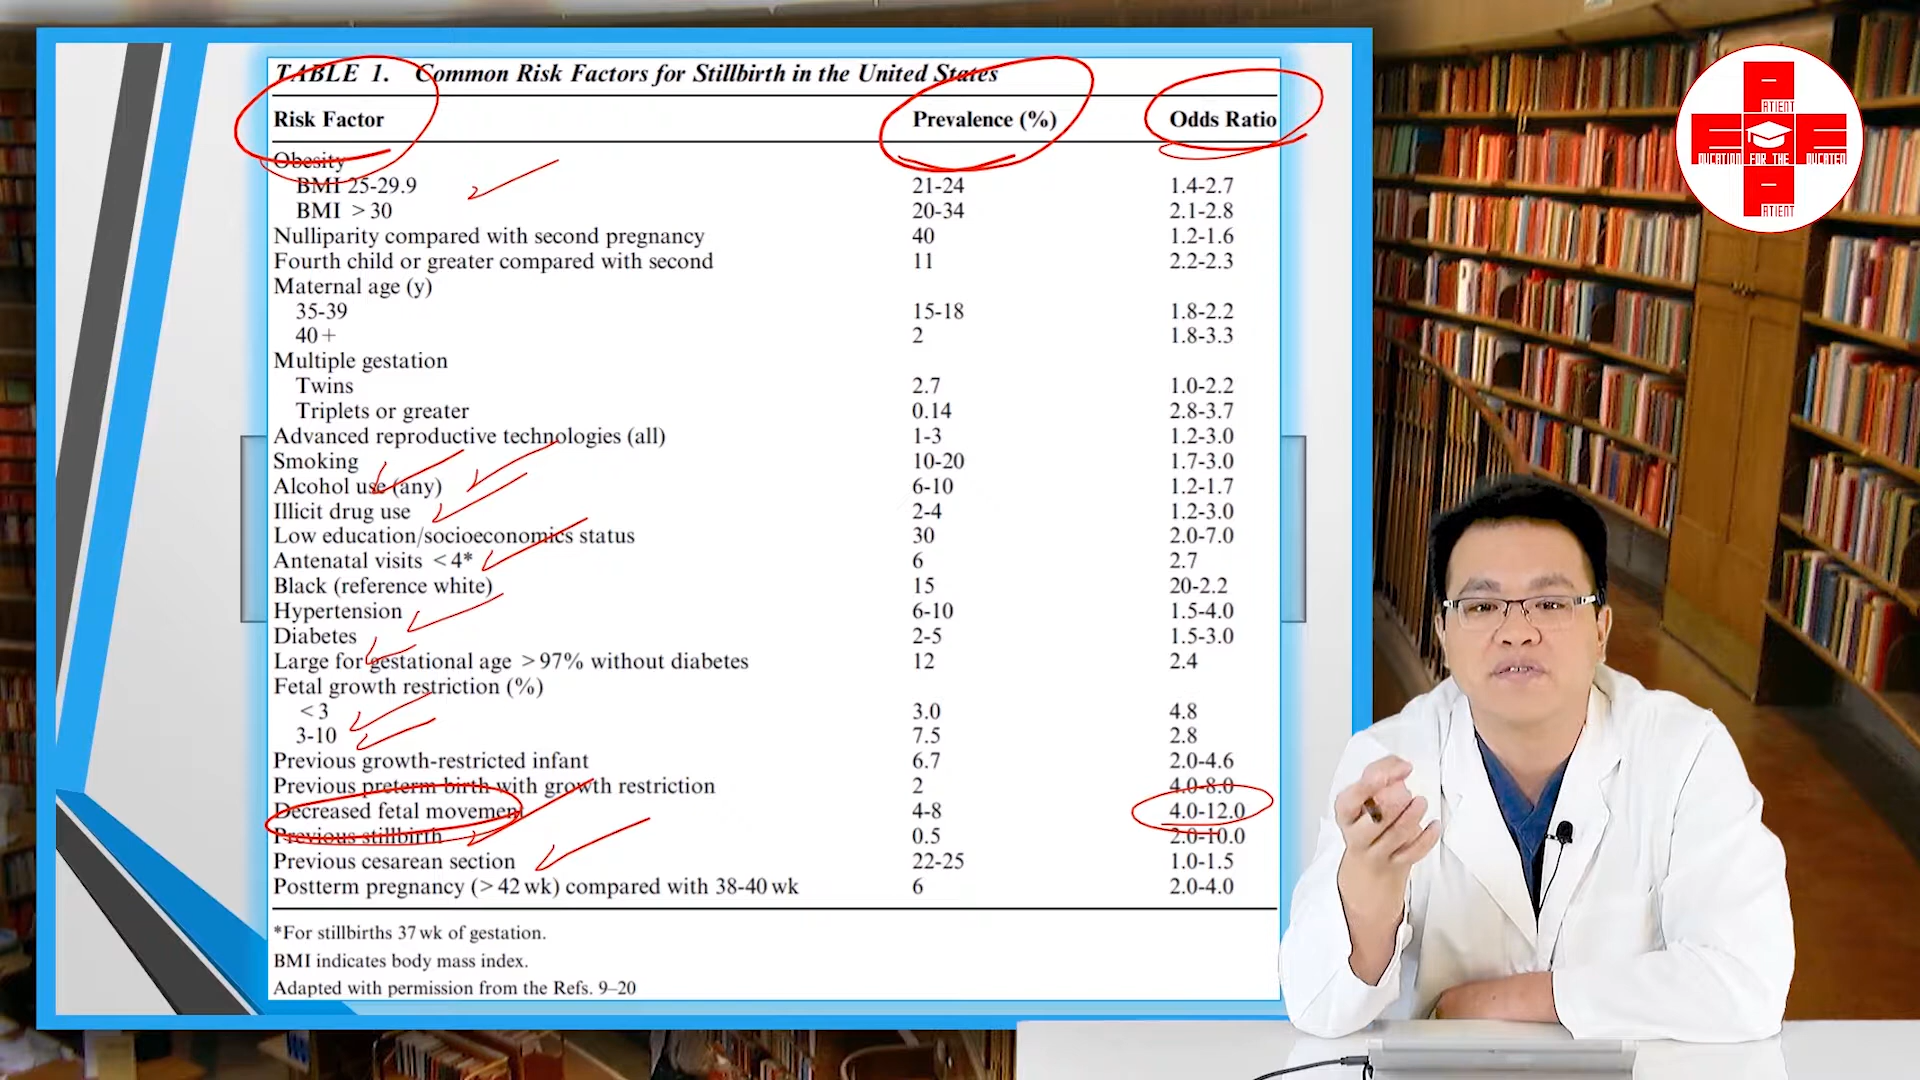 TABLE 1. Common Risk Factors for Stillbirth in the United States
Risk Factor Prevalence (%) Odds Ratio
Obesity
BMI 25-29.9 21-24 1.4-2.7
BMI > 30 20-34 2.1-2.8
Nulliparity compared with second pregnancy 40 1.2-1.6
Fourth child or greater compared with second 11 2.2-2.3
Maternal age (y)
35-39 15-18 1.8-2.2
40+ 2 1.8-3.3
Multiple gestation
Twins 2.7 1.0-2.2
Triplets or greater 0.14 2.8-3.7
Advanced reproductive technologies (all) 1-3 1.2-3.0
Smoking 10-20 1.7-3.0
Alcohol use (any) 6-10 1.2-1.7
Illicit drug use 2-4 1.2-3.0
Low education/socioeconomics status 30 2.0-7.0
Antenatal visits <4* 6 2.7
Black (reference white) 15 20-2.2
Hypertension 6-10 1.5-4.0
Diabetes 2-5 1.5-3.0
Large for gestational age >97% without diabetes 12 2.4
Fetal growth restriction (%)
<3 3.0 4.8
3-10 7.5 2.8
Previous growth-restricted infant 6.7 2.0-4.6
Previous preterm birth with growth restriction 2 4.0-8.0
Decreased fetal movement 4-8 4.0-12.0
Previous stillbirth 0.5 2.0-10.0
Previous cesarean section 22-25 1.0-1.5
Postterm pregnancy (>42 wk) compared with 38-40 wk 6 2.0-4.0
*For stillbirths 37 wk of gestation.
BMI indicates body mass index.
Adapted with permission from the Refs. 9–20
PATIENT
EDUCATION FOR THE EDUCATED
PATIENT